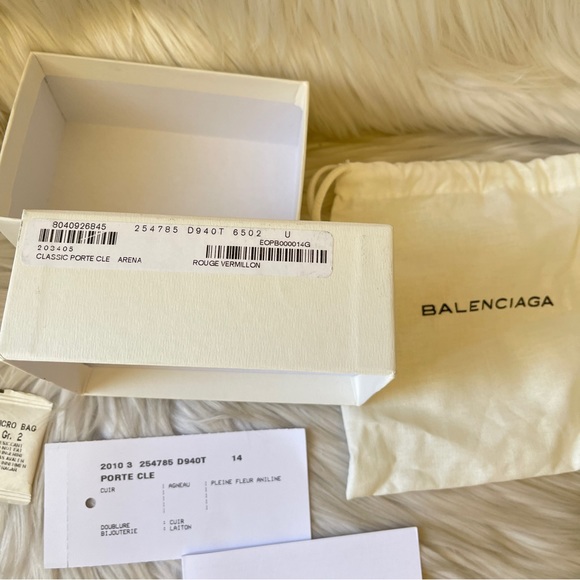 8040926845
254785 D940T 6502 U
EOPB000014G
203405
CLASSIC PORTE CLE ARENA
ROUGE VERMILLON
BALENCIAGA
ICRO BAG
Gr. 2
2010 3 254785 D940T 14
PORTE CLE
CUIR : AGNEAU : PLEINE FLEUR ANILINE
DOUBLURE : CUIR
BIJOUTERIE : LAITON